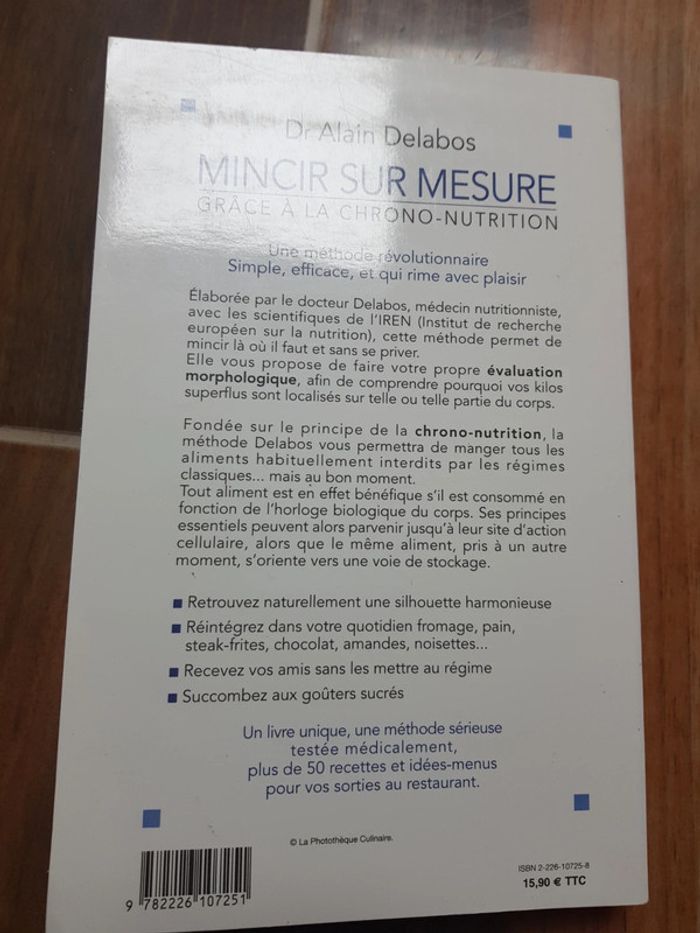 Dr Alain Delabos
MINCIR SUR MESURE
GRÂCE À LA CHRONO-NUTRITION
Une méthode révolutionnaire
Simple, efficace, et qui rime avec plaisir
Élaborée par le docteur Delabos, médecin nutritionniste,
avec les scientifiques de l'IREN (Institut de recherche
européen sur la nutrition), cette méthode permet de
mincir là où il faut et sans se priver.
Elle vous propose de faire votre propre évaluation
morphologique, afin de comprendre pourquoi vos kilos
superflus sont localisés sur telle ou telle partie du corps.
Fondée sur le principe de la chrono-nutrition, la
méthode Delabos vous permettra de manger tous les
aliments habituellement interdits par les régimes
classiques... mais au bon moment.
Tout aliment est en effet bénéfique s'il est consommé en
fonction de l'horloge biologique du corps. Ses principes
essentiels peuvent alors parvenir jusqu'à leur site d'action
cellulaire, alors que le même aliment, pris à un autre
moment, s'oriente vers une voie de stockage.
■ Retrouvez naturellement une silhouette harmonieuse
■ Réintégrez dans votre quotidien fromage, pain,
steak-frites, chocolat, amandes, noisettes...
■ Recevez vos amis sans les mettre au régime
■ Succombez aux goûters sucrés
Un livre unique, une méthode sérieuse
testée médicalement,
plus de 50 recettes et idées-menus
pour vos sorties au restaurant.
© La Photothèque Culinaire.
ISBN 2-226-10725-8
15,90 € TTC
9 782226 107251